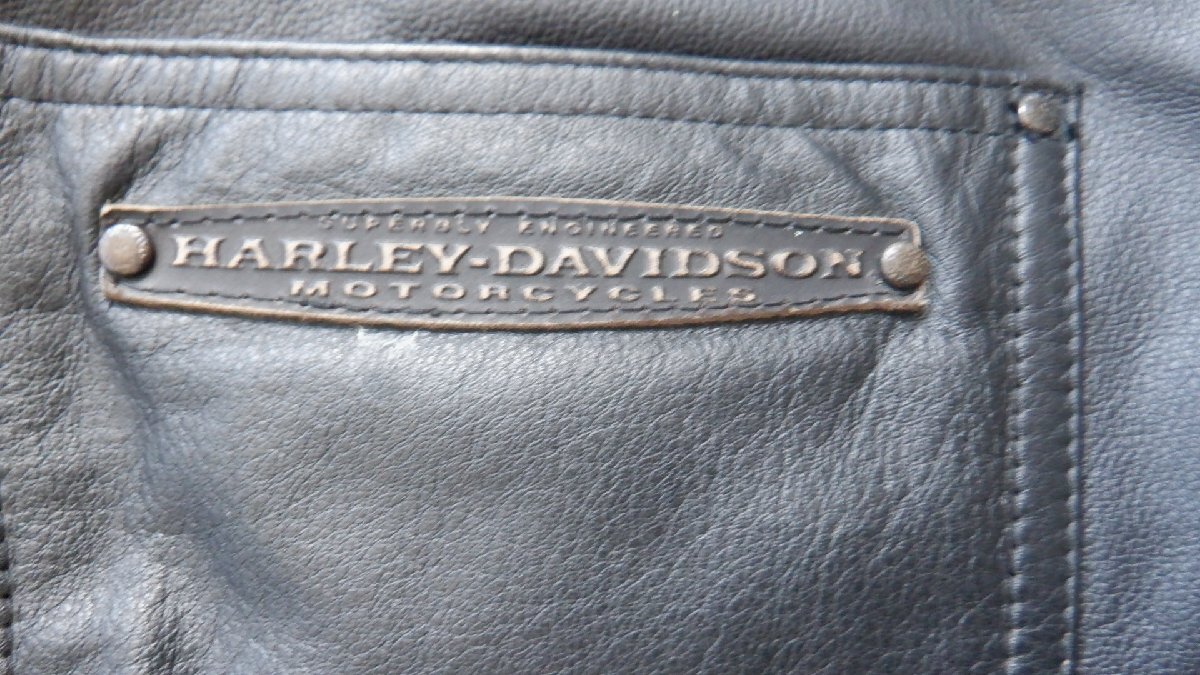 SUPERBLY ENGINEERED
HARLEY-DAVIDSON
MOTORCYCLES